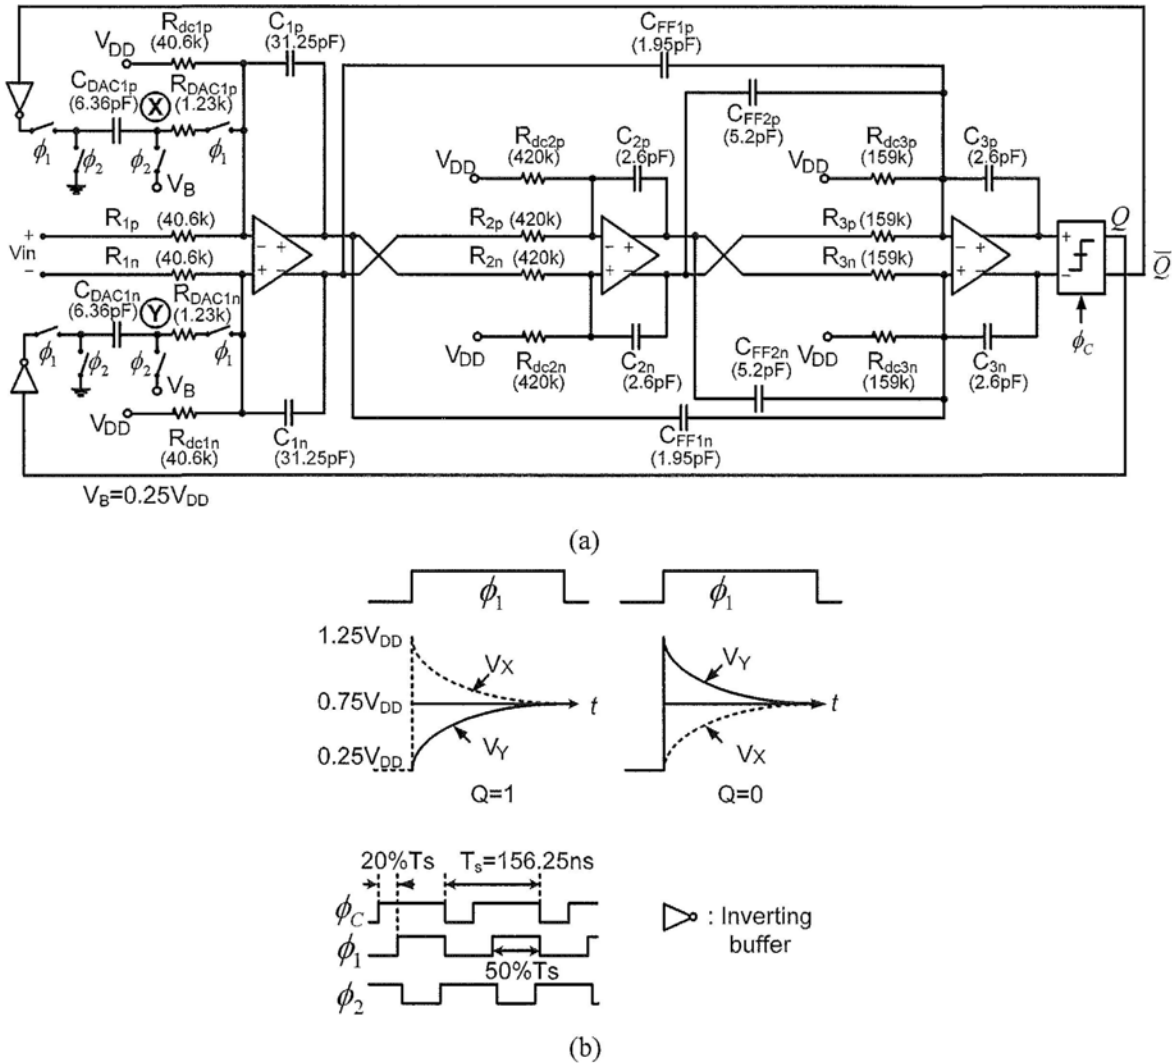 R_dc1p
(40.6k)
C_1p
(31.25pF)
C_FF1p
(1.95pF)
V_DD
C_DAC1p
(6.36pF)
X
R_DAC1p
(1.23k)
C_FF2p
(5.2pF)
ϕ_1
ϕ_2
ϕ_2
ϕ_1
V_B
R_dc2p
(420k)
C_2p
(2.6pF)
V_DD
R_dc3p
(159k)
C_3p
(2.6pF)
V_DD
Q
Q̅
+
Vin
−
R_1p (40.6k)
R_1n (40.6k)
− +
+ −
R_2p (420k)
R_2n (420k)
− +
+ −
R_3p (159k)
R_3n (159k)
− +
+ −
+
−
C_DAC1n
(6.36pF)
Y
R_DAC1n
(1.23k)
ϕ_1
ϕ_2
ϕ_2
ϕ_1
V_B
V_DD
R_dc1n
(40.6k)
C_1n
(31.25pF)
V_DD
R_dc2n
(420k)
C_2n
(2.6pF)
C_FF2n
(5.2pF)
V_DD
R_dc3n
(159k)
C_3n
(2.6pF)
ϕ_C
C_FF1n
(1.95pF)
V_B=0.25V_DD
(a)
ϕ_1
ϕ_1
1.25V_DD
0.75V_DD
0.25V_DD
V_X
V_Y
t
Q=1
V_Y
V_X
t
Q=0
20%Ts
T_s=156.25ns
ϕ_C
ϕ_1
50%Ts
ϕ_2
: Inverting
buffer
(b)